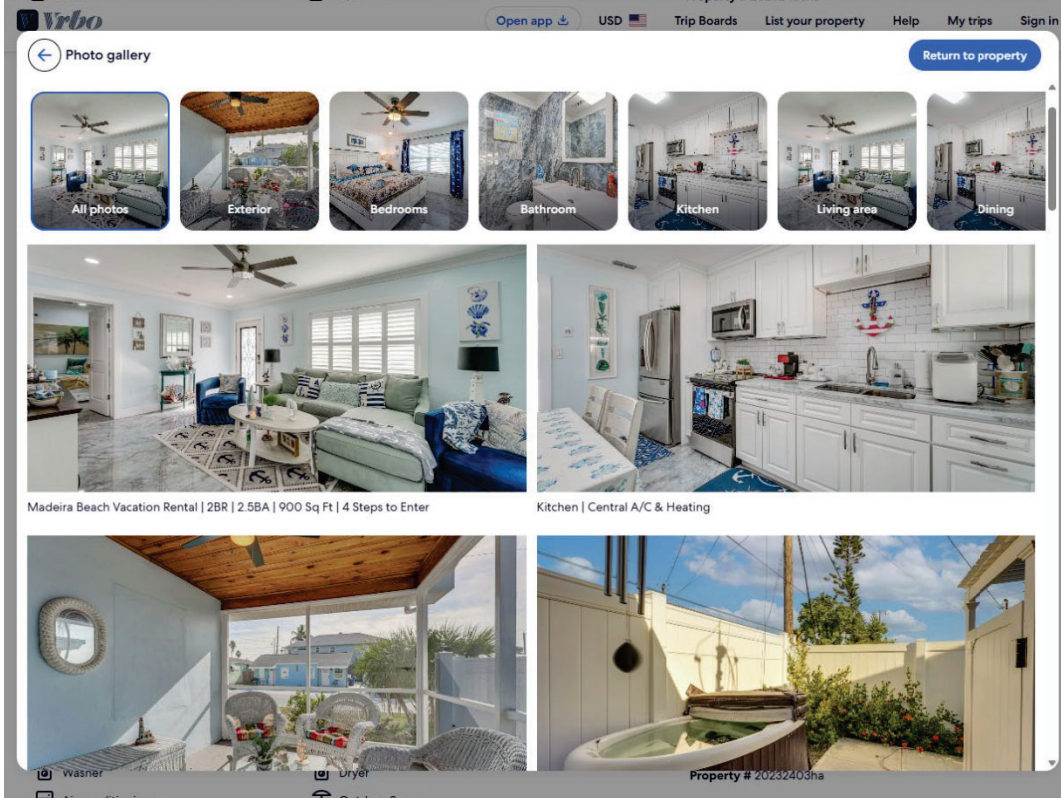 Vrbo
Open app
USD
Trip Boards
List your property
Help
My trips
Sign in
Photo gallery
Return to property
All photos
Exterior
Bedrooms
Bathroom
Kitchen
Living area
Dining
Madeira Beach Vacation Rental | 2BR | 2.5BA | 900 Sq Ft | 4 Steps to Enter
Kitchen | Central A/C & Heating
Washer
Dryer
Property # 20232403ha